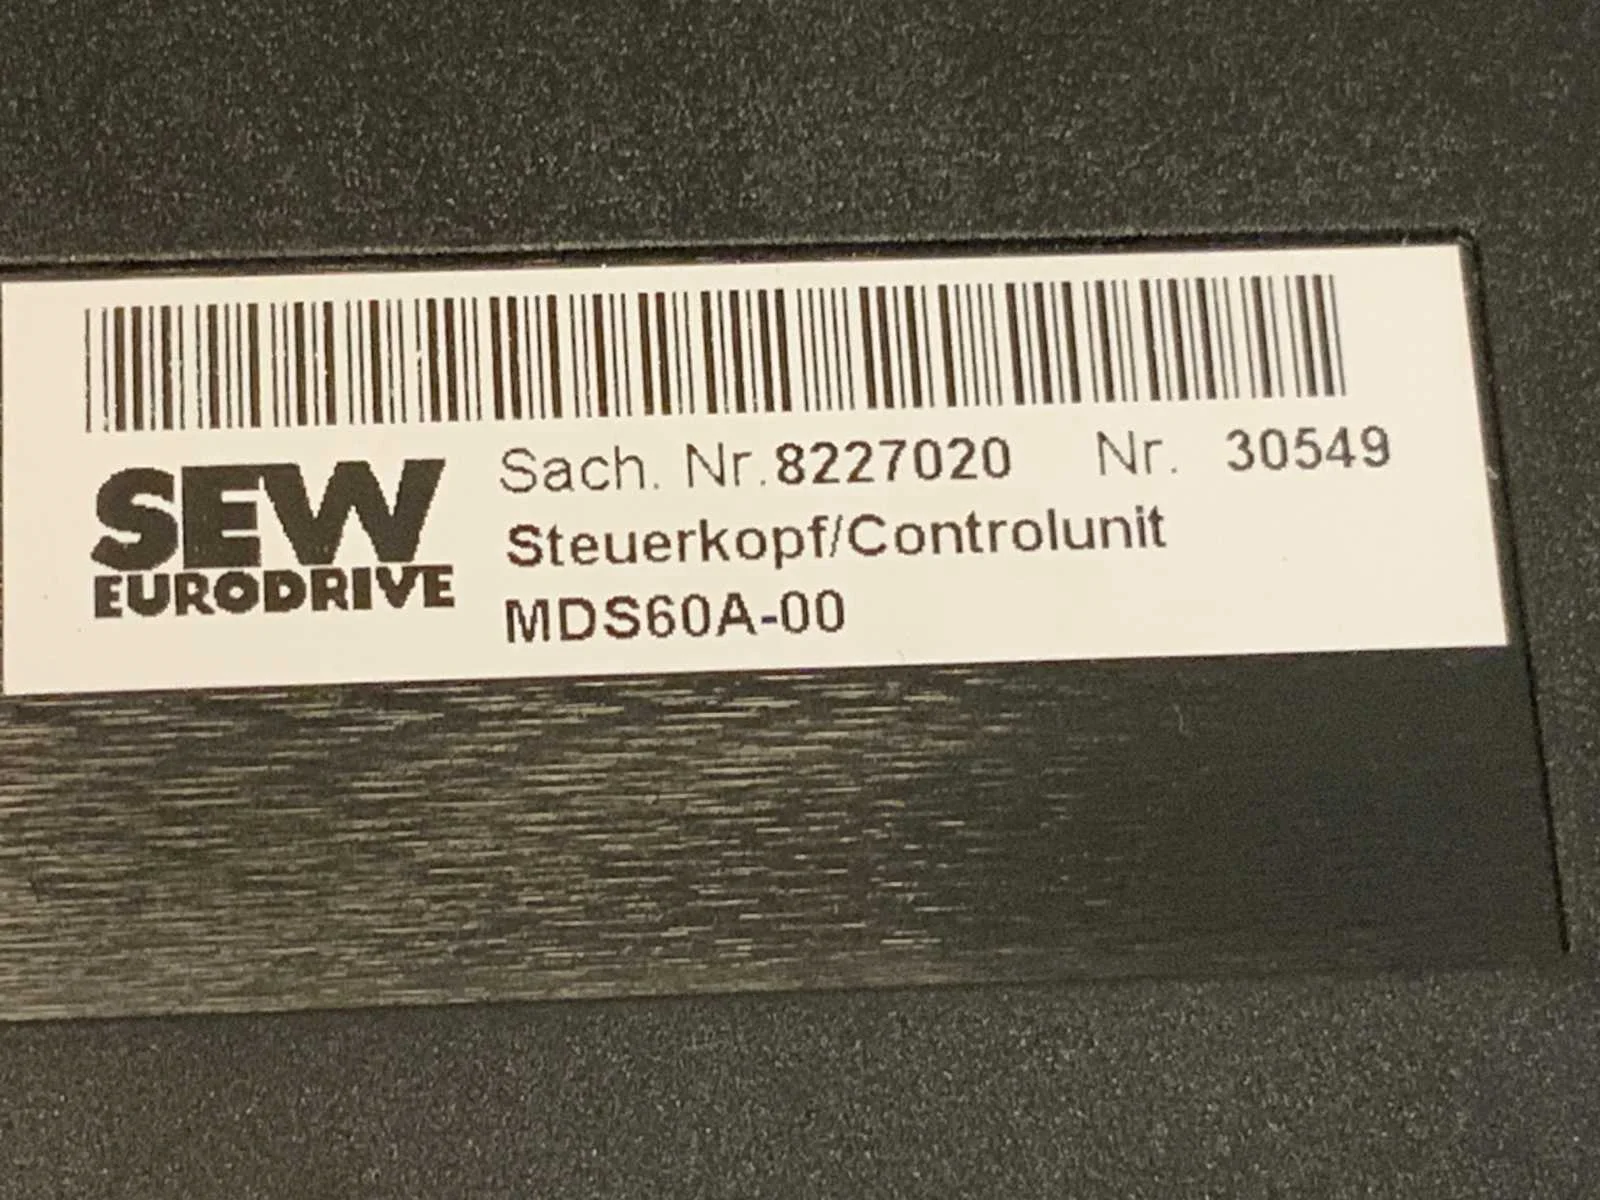 SEW
EURODRIVE
Sach. Nr.8227020 Nr. 30549
Steuerkopf/Controlunit
MDS60A-00